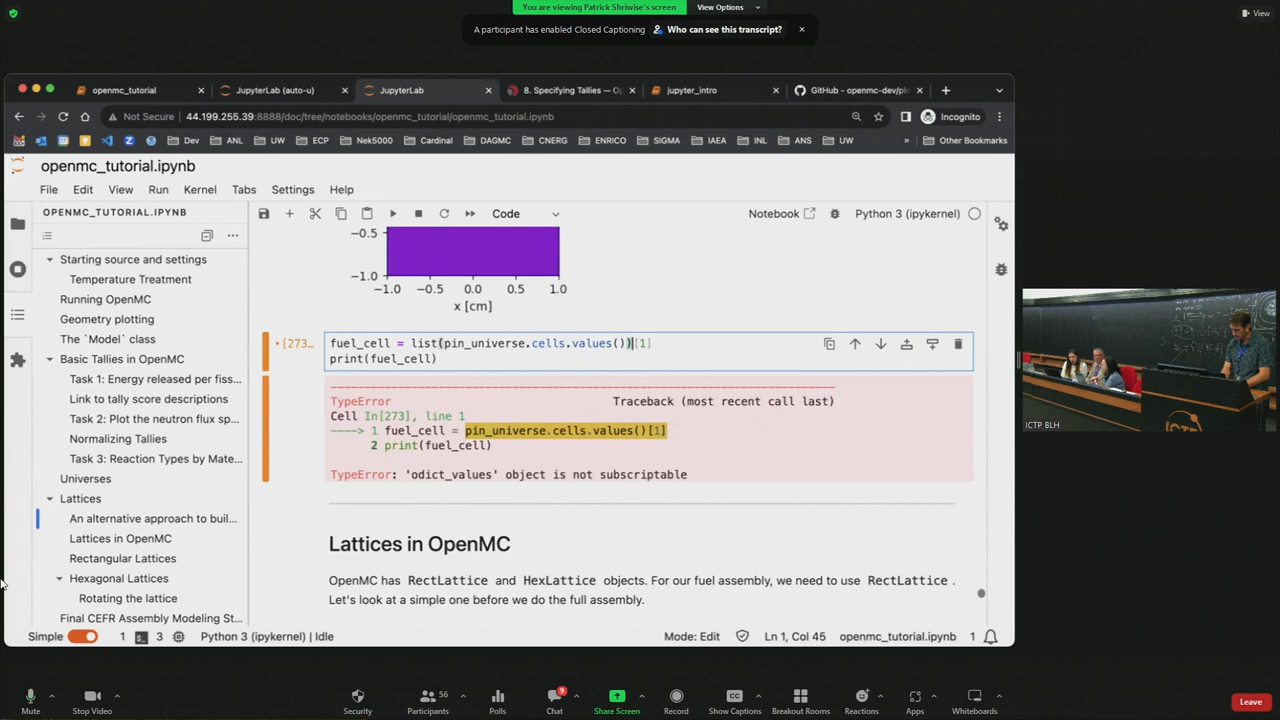 You are viewing Patrick Shriwise's screen
View Options
View
A participant has enabled Closed Captioning
Who can see this transcript?
openmc_tutorial
JupyterLab (auto-u)
JupyterLab
8. Specifying Tallies — O
jupyter_intro
GitHub - openmc-dev/plo
Not Secure
44.199.255.39:8888/doc/tree/notebooks/openmc_tutorial/openmc_tutorial.ipynb
Incognito
Dev
ANL
UW
ECP
Nek5000
Cardinal
DAGMC
CNERG
ENRICO
SIGMA
IAEA
INL
ANS
UW
»
Other Bookmarks
openmc_tutorial.ipynb
File
Edit
View
Run
Kernel
Tabs
Settings
Help
OPENMC_TUTORIAL.IPYNB
Code
Notebook
Python 3 (ipykernel)
Starting source and settings
Temperature Treatment
Running OpenMC
Geometry plotting
The `Model` class
Basic Tallies in OpenMC
Task 1: Energy released per fiss...
Link to tally score descriptions
Task 2: Plot the neutron flux sp...
Normalizing Tallies
Task 3: Reaction Types by Mate...
Universes
Lattices
An alternative approach to buil...
Lattices in OpenMC
Rectangular Lattices
Hexagonal Lattices
Rotating the lattice
Final CEFR Assembly Modeling St...
−0.5
−1.0
−1.0 −0.5 0.0 0.5 1.0
x [cm]
[273...
fuel_cell = list(pin_universe.cells.values())[1]
print(fuel_cell)
TypeError Traceback (most recent call last)
Cell In[273], line 1
----> 1 fuel_cell = pin_universe.cells.values()[1]
2 print(fuel_cell)
TypeError: 'odict_values' object is not subscriptable
Lattices in OpenMC
OpenMC has RectLattice and HexLattice objects. For our fuel assembly, we need to use RectLattice .
Let's look at a simple one before we do the full assembly.
Simple
1
3
Python 3 (ipykernel) | Idle
Mode: Edit
Ln 1, Col 45
openmc_tutorial.ipynb
1
ICTP BLH
Mute
Stop Video
Security
56
Participants
Polls
9
Chat
Share Screen
Record
CC
Show Captions
Breakout Rooms
Reactions
Apps
Whiteboards
Leave